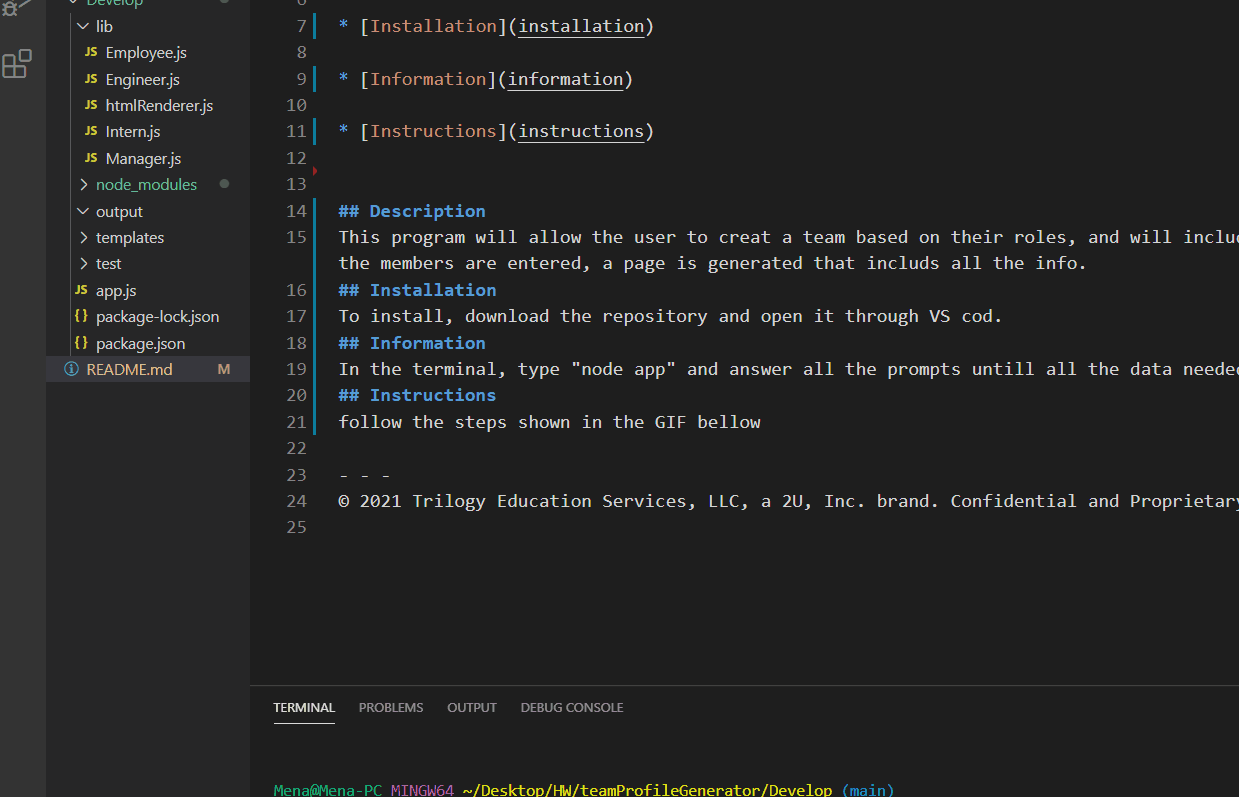 Develop
lib
JS Employee.js
JS Engineer.js
JS htmlRenderer.js
JS Intern.js
JS Manager.js
node_modules
output
templates
test
JS app.js
{} package-lock.json
{} package.json
README.md M
6
7 * [Installation](installation)
8
9 * [Information](information)
10
11 * [Instructions](instructions)
12
13
14 ## Description
15 This program will allow the user to creat a team based on their roles, and will
the members are entered, a page is generated that includs all the info.
16 ## Installation
17 To install, download the repository and open it through VS cod.
18 ## Information
19 In the terminal, type "node app" and answer all the prompts untill all the data
20 ## Instructions
21 follow the steps shown in the GIF bellow
22
23 - - -
24 © 2021 Trilogy Education Services, LLC, a 2U, Inc. brand. Confidential and Proprietary
25
TERMINAL PROBLEMS OUTPUT DEBUG CONSOLE
Mena@Mena-PC MINGW64 ~/Desktop/HW/teamProfileGenerator/Develop (main)